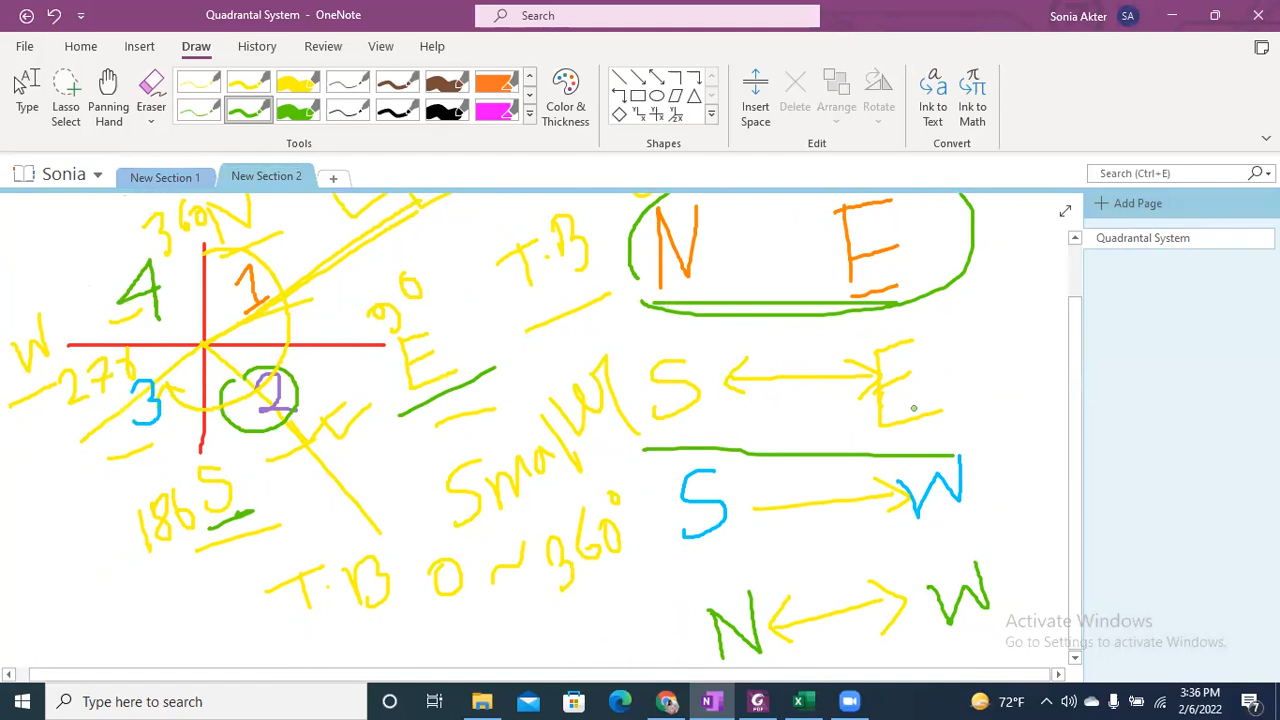 Quadrantal System - OneNote
Search
Sonia Akter
SA
File
Home
Insert
Draw
History
Review
View
Help
Type
Lasso Select
Panning Hand
Eraser
Color & Thickness
Insert Space
Delete
Arrange
Rotate
Ink to Text
Ink to Math
Tools
Shapes
Edit
Convert
Sonia
New Section 1
New Section 2
Search (Ctrl+E)
Add Page
Quadrantal System
360 N
4 1
W 270
90
E
3 2
180 S
T.B
N E
S E
S W
N W
Smaller
T.B 0 ~ 360°
Activate Windows
Go to Settings to activate Windows.
Type here to search
72°F
3:36 PM
2/6/2022
7